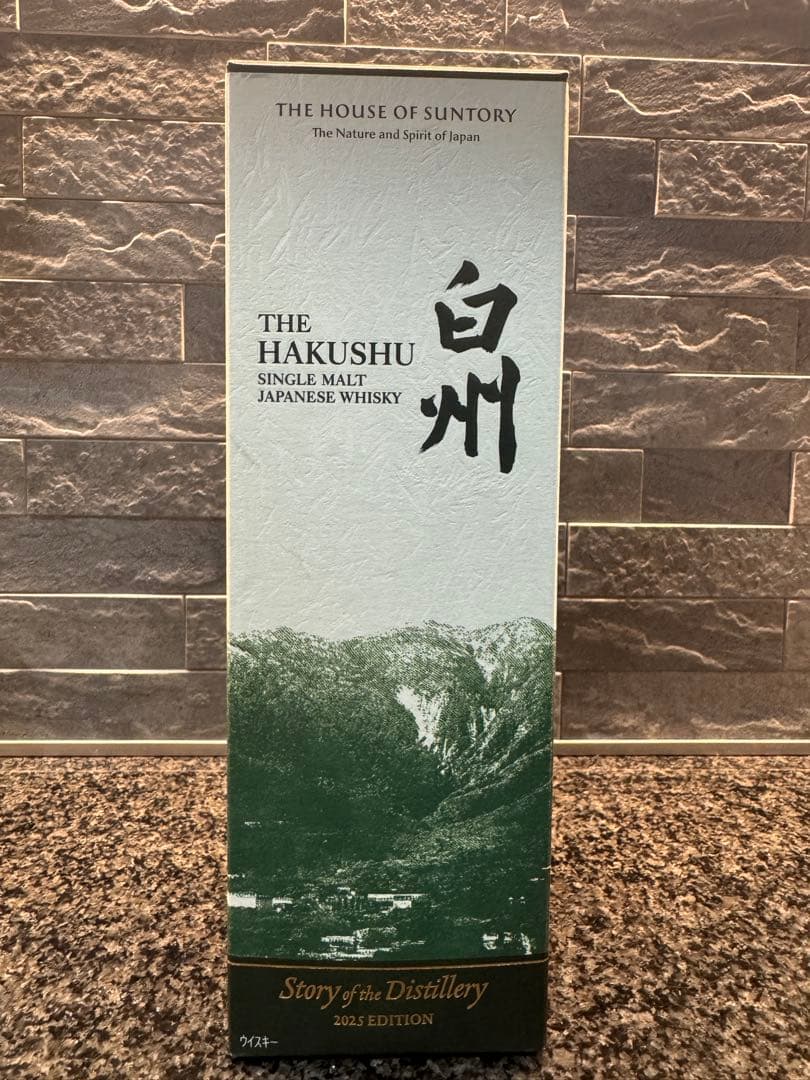 THE HOUSE OF SUNTORY
The Nature and Spirit of Japan
白州
THE
HAKUSHU
SINGLE MALT
JAPANESE WHISKY
Story of the Distillery
2025 EDITION
ウイスキー